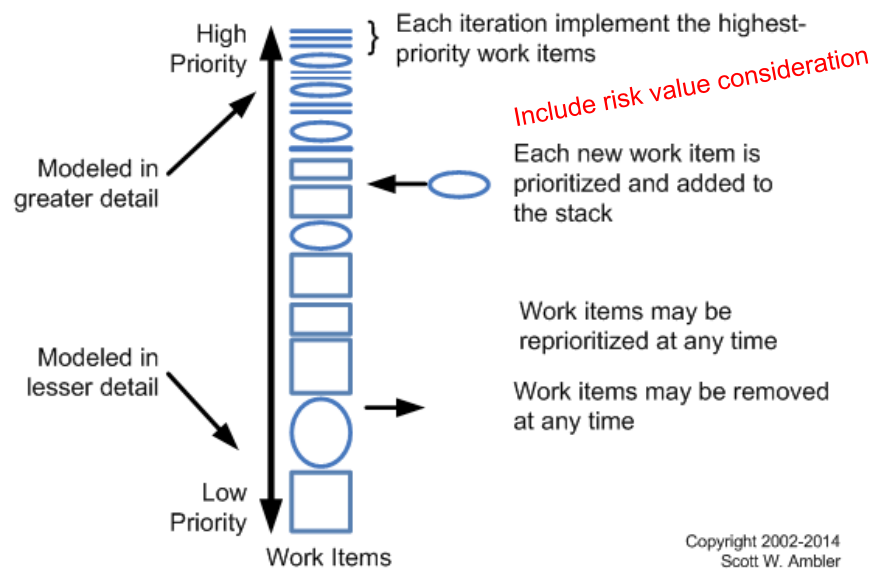 High
Priority
Each iteration implement the highest-
priority work items
Include risk value consideration
Modeled in
greater detail
Each new work item is
prioritized and added to
the stack
Work items may be
reprioritized at any time
Modeled in
lesser detail
Work items may be removed
at any time
Low
Priority
Work Items
Copyright 2002-2014
Scott W. Ambler